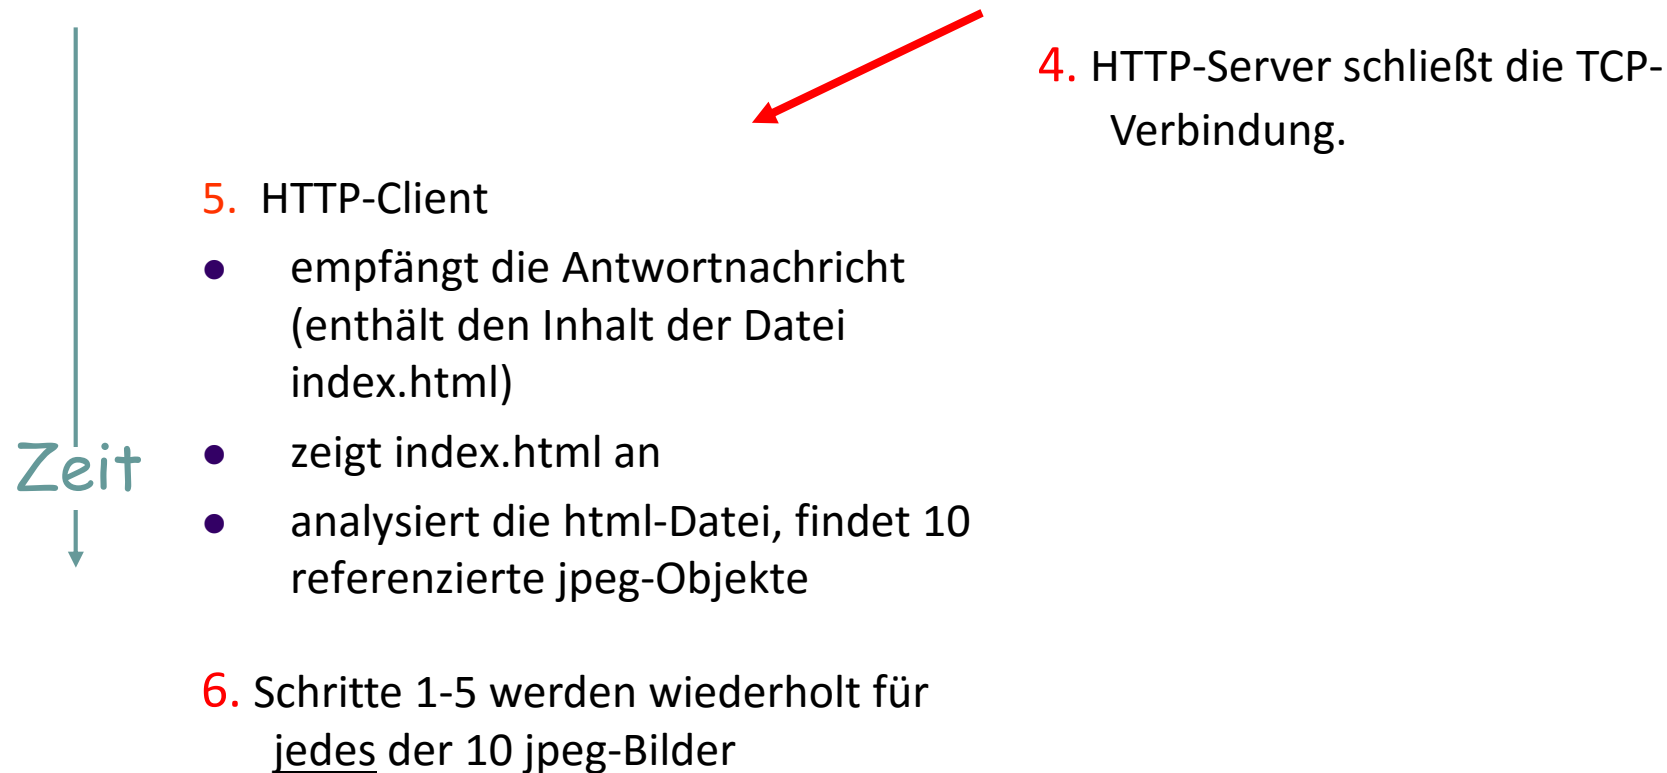 4. HTTP-Server schließt die TCP-
Verbindung.
5. HTTP-Client
● empfängt die Antwortnachricht
(enthält den Inhalt der Datei
index.html)
● zeigt index.html an
● analysiert die html-Datei, findet 10
referenzierte jpeg-Objekte
Zeit
6. Schritte 1-5 werden wiederholt für
jedes der 10 jpeg-Bilder